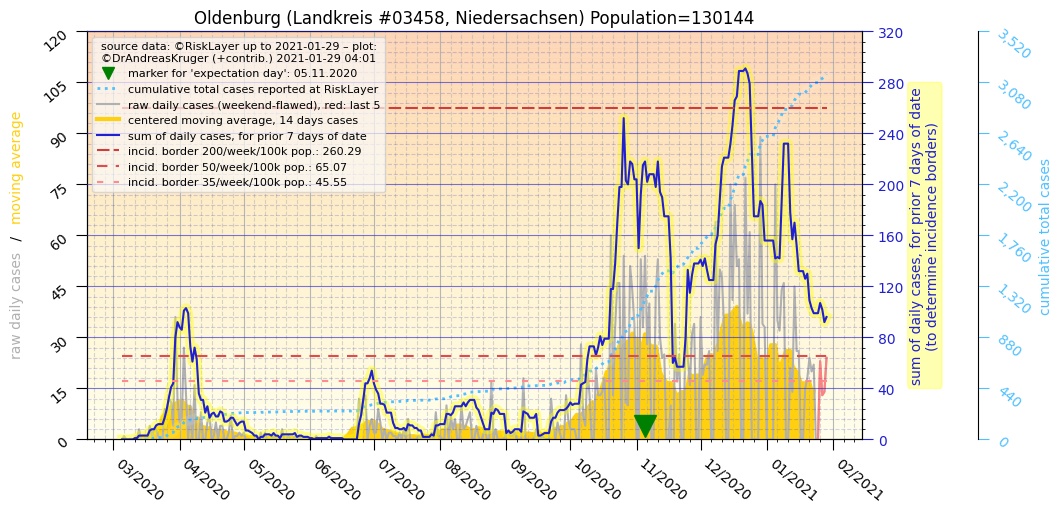 Oldenburg (Landkreis #03458, Niedersachsen) Population=130144
source data: ©RiskLayer up to 2021-01-29 – plot:
©DrAndreasKruger (+contrib.) 2021-01-29 04:01
marker for 'expectation day': 05.11.2020
cumulative total cases reported at RiskLayer
raw daily cases (weekend-flawed), red: last 5
centered moving average, 14 days cases
sum of daily cases, for prior 7 days of date
incid. border 200/week/100k pop.: 260.29
incid. border 50/week/100k pop.: 65.07
incid. border 35/week/100k pop.: 45.55
raw daily cases / moving average
120
105
90
75
60
45
30
15
0
320
280
240
200
160
120
80
40
0
sum of daily cases, for prior 7 days of date
(to determine incidence borders)
3,520
3,080
2,640
2,200
1,760
1,320
880
440
0
cumulative total cases
03/2020
04/2020
05/2020
06/2020
07/2020
08/2020
09/2020
10/2020
11/2020
12/2020
01/2021
02/2021